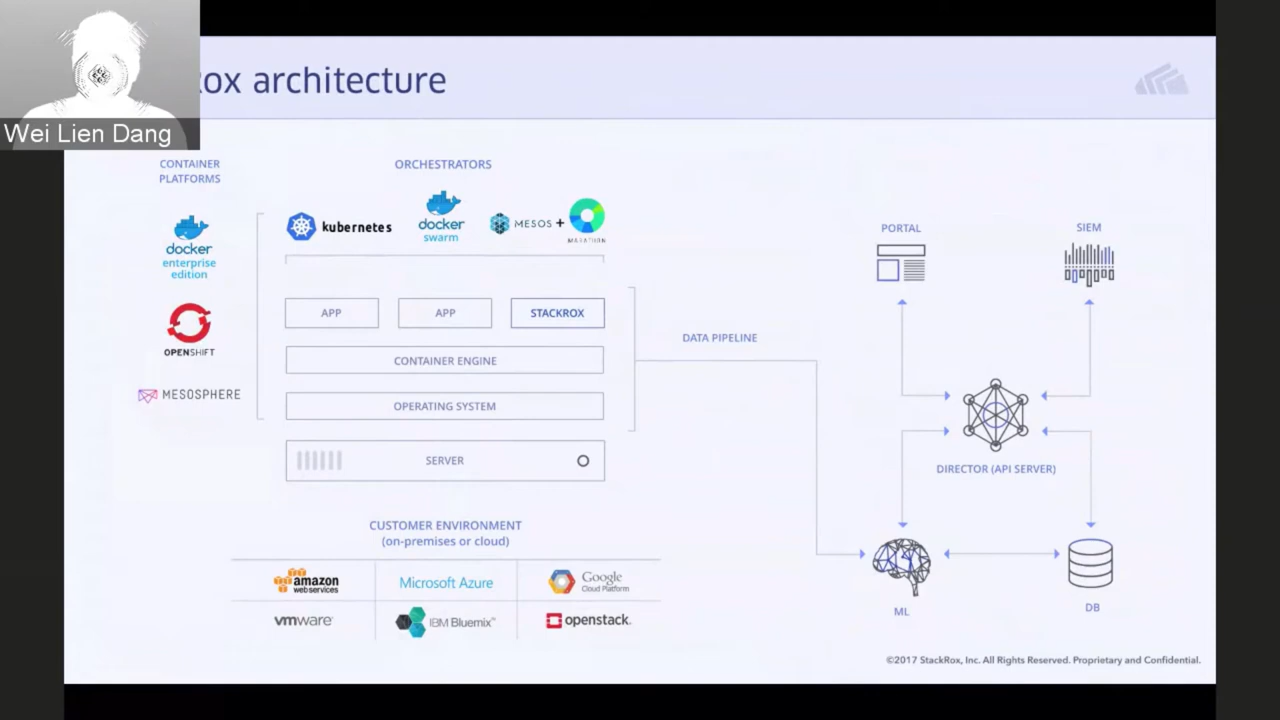 Wei Lien Dang
ox architecture
CONTAINER
PLATFORMS
docker
enterprise
edition
OPENSHIFT
MESOSPHERE
ORCHESTRATORS
kubernetes
docker
swarm
MESOS +
MARATHON
APP
APP
STACKROX
CONTAINER ENGINE
OPERATING SYSTEM
SERVER
CUSTOMER ENVIRONMENT
(on-premises or cloud)
amazon
web services
Microsoft Azure
Google
Cloud Platform
vmware
IBM Bluemix™
openstack.
DATA PIPELINE
PORTAL
SIEM
DIRECTOR (API SERVER)
ML
DB
©2017 StackRox, Inc. All Rights Reserved. Proprietary and Confidential.